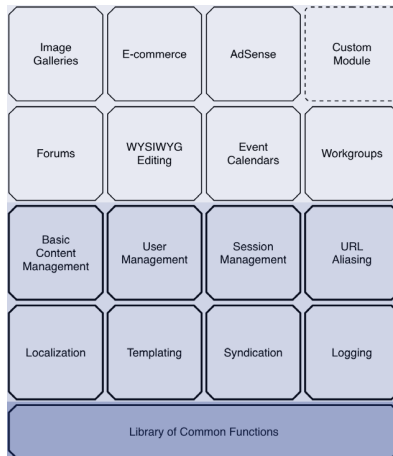 Image
Galleries
E-commerce
AdSense
Custom
Module
Forums
WYSIWYG
Editing
Event
Calendars
Workgroups
Basic
Content
Management
User
Management
Session
Management
URL
Aliasing
Localization
Templating
Syndication
Logging
Library of Common Functions